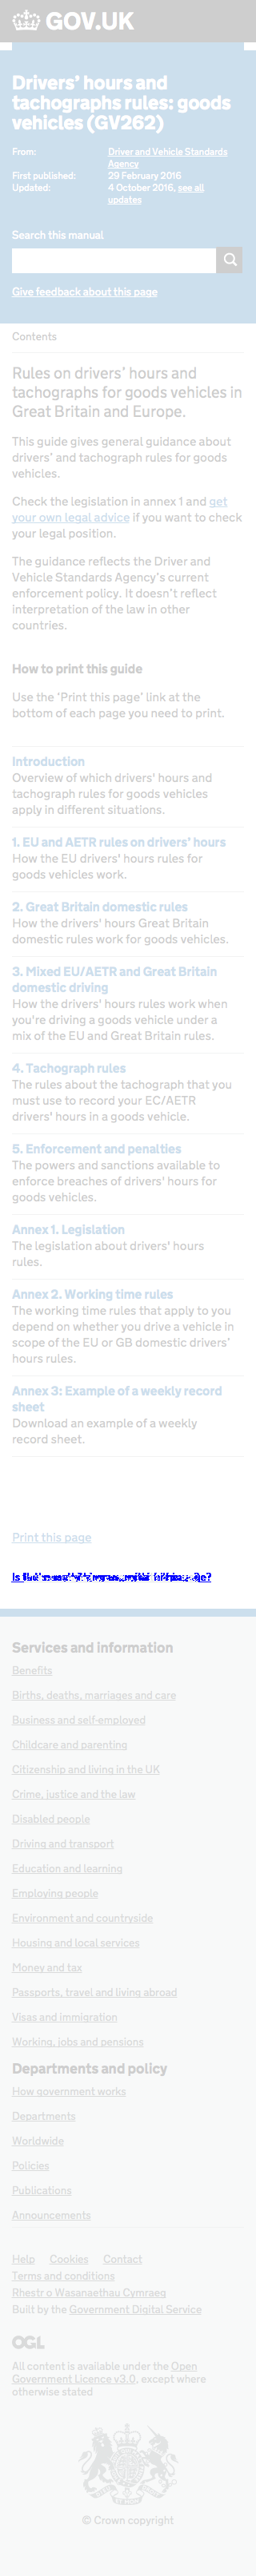 GOV.UK
Drivers’ hours and
tachographs rules: goods
vehicles (GV262)
From: Driver and Vehicle Standards
Agency
First published: 29 February 2016
Updated: 4 October 2016, see all
updates
Search this manual
Give feedback about this page
Contents
Rules on drivers’ hours and
tachographs for goods vehicles in
Great Britain and Europe.
This guide gives general guidance about
drivers’ and tachograph rules for goods
vehicles.
Check the legislation in annex 1 and get
your own legal advice if you want to check
your legal position.
The guidance reflects the Driver and
Vehicle Standards Agency’s current
enforcement policy. It doesn’t reflect
interpretation of the law in other
countries.
How to print this guide
Use the ‘Print this page’ link at the
bottom of each page you need to print.
Introduction
Overview of which drivers' hours and
tachograph rules for goods vehicles
apply in different situations.
1. EU and AETR rules on drivers’ hours
How the EU drivers' hours rules for
goods vehicles work.
2. Great Britain domestic rules
How the drivers' hours Great Britain
domestic rules work for goods vehicles.
3. Mixed EU/AETR and Great Britain
domestic driving
How the drivers' hours rules work when
you're driving a goods vehicle under a
mix of the EU and Great Britain rules.
4. Tachograph rules
The rules about the tachograph that you
must use to record your EC/AETR
drivers' hours in a goods vehicle.
5. Enforcement and penalties
The powers and sanctions available to
enforce breaches of drivers' hours for
goods vehicles.
Annex 1. Legislation
The legislation about drivers' hours
rules.
Annex 2. Working time rules
The working time rules that apply to you
depend on whether you drive a vehicle in
scope of the EU or GB domestic drivers’
hours rules.
Annex 3: Example of a weekly record
sheet
Download an example of a weekly
record sheet.
Print this page
Services and information
Benefits
Births, deaths, marriages and care
Business and self-employed
Childcare and parenting
Citizenship and living in the UK
Crime, justice and the law
Disabled people
Driving and transport
Education and learning
Employing people
Environment and countryside
Housing and local services
Money and tax
Passports, travel and living abroad
Visas and immigration
Working, jobs and pensions
Departments and policy
How government works
Departments
Worldwide
Policies
Publications
Announcements
Help Cookies Contact
Terms and conditions
Rhestr o Wasanaethau Cymraeg
Built by the Government Digital Service
OGL
All content is available under the Open
Government Licence v3.0, except where
otherwise stated
© Crown copyright